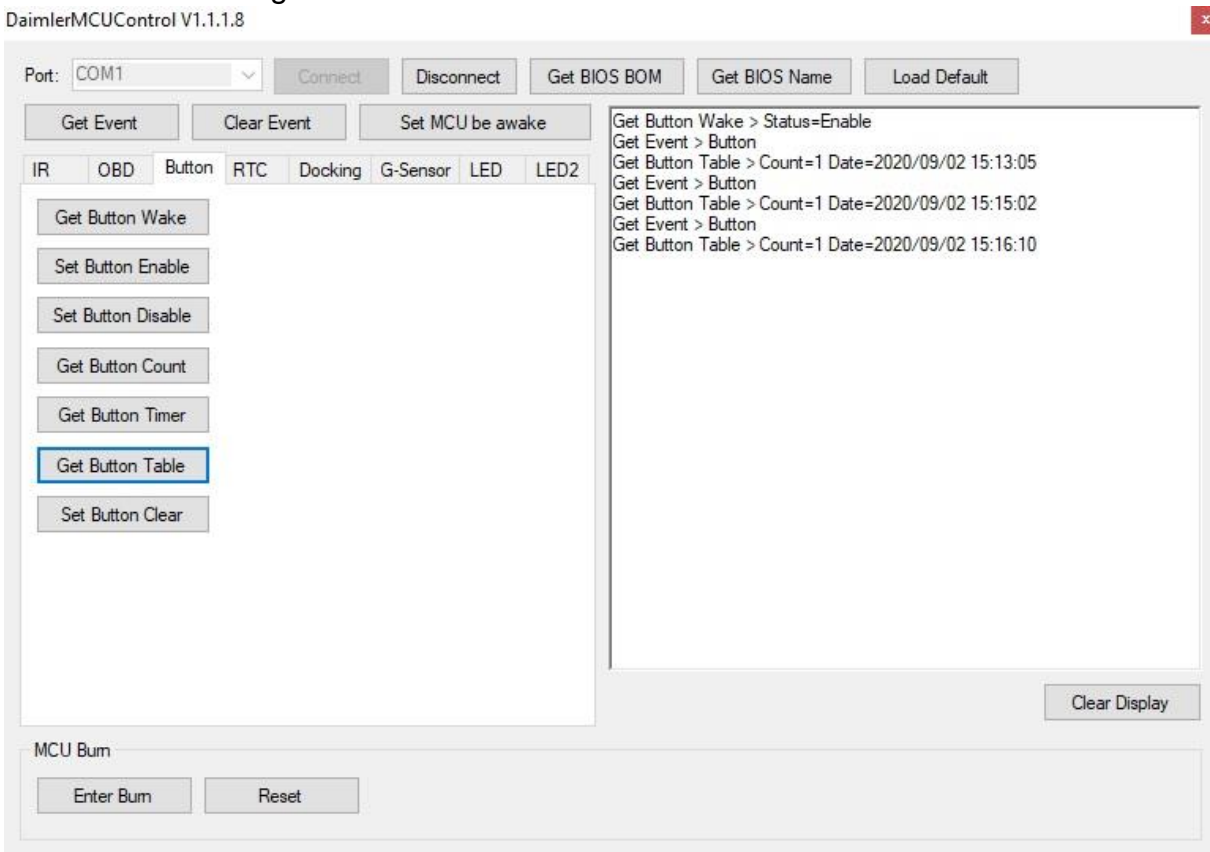 DaimlerMCUControl V1.1.1.8
x
Port: COM1 Connect Disconnect Get BIOS BOM Get BIOS Name Load Default
Get Event Clear Event Set MCU be awake
IR OBD Button RTC Docking G-Sensor LED LED2
Get Button Wake
Set Button Enable
Set Button Disable
Get Button Count
Get Button Timer
Get Button Table
Set Button Clear
Get Button Wake > Status=Enable
Get Event > Button
Get Button Table > Count=1 Date=2020/09/02 15:13:05
Get Event > Button
Get Button Table > Count=1 Date=2020/09/02 15:15:02
Get Event > Button
Get Button Table > Count=1 Date=2020/09/02 15:16:10
Clear Display
MCU Burn
Enter Burn Reset